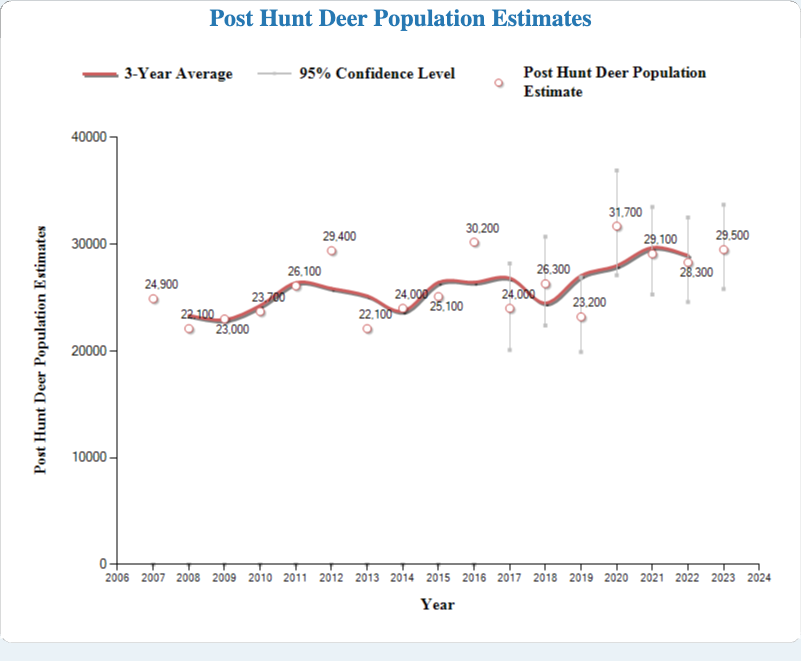 Post Hunt Deer Population Estimates
3-Year Average
95% Confidence Level
Post Hunt Deer Population
Estimate
Post Hunt Deer Population Estimates
40000
30000
20000
10000
0
24,900
22,100
23,000
23,700
26,100
29,400
22,100
24,000
25,100
30,200
24,000
26,300
23,200
31,700
29,100
28,300
29,500
2006 2007 2008 2009 2010 2011 2012 2013 2014 2015 2016 2017 2018 2019 2020 2021 2022 2023 2024
Year